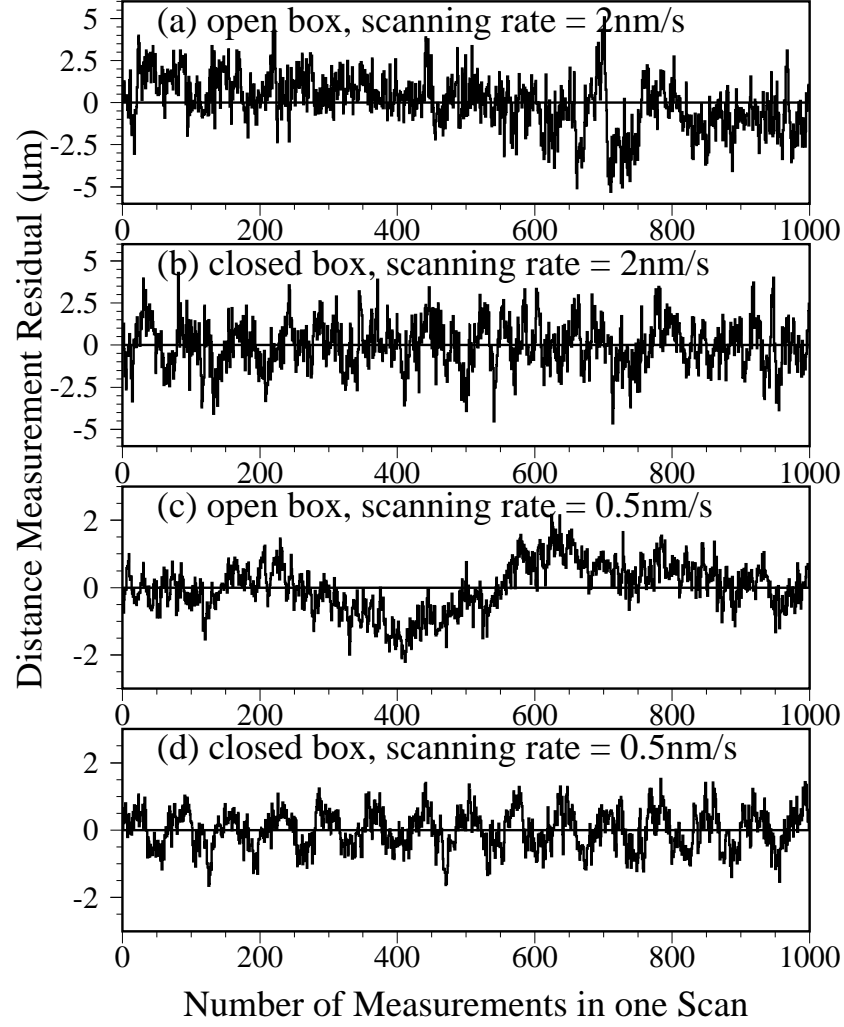 Distance Measurement Residual (μm)
(a) open box, scanning rate = 2nm/s
5
2.5
0
-2.5
-5
0 200 400 600 800 1000
(b) closed box, scanning rate = 2nm/s
5
2.5
0
-2.5
-5
0 200 400 600 800 1000
(c) open box, scanning rate = 0.5nm/s
2
0
-2
0 200 400 600 800 1000
(d) closed box, scanning rate = 0.5nm/s
2
0
-2
0 200 400 600 800 1000
Number of Measurements in one Scan